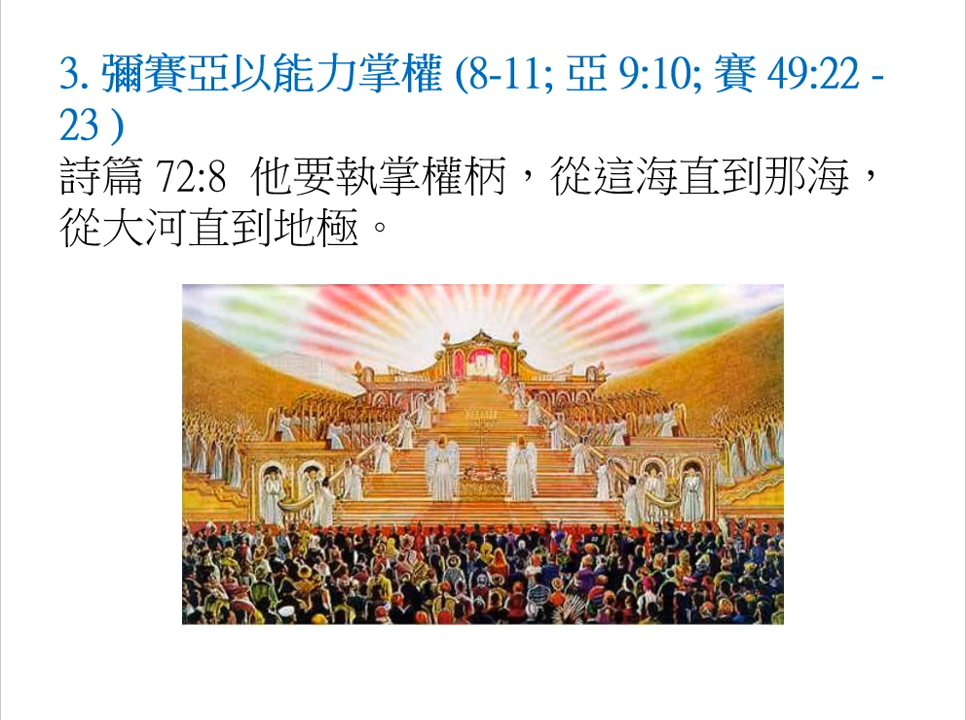 3. 彌賽亞以能力掌權 (8-11; 亞 9:10; 賽 49:22 -
23 )
詩篇 72:8 他要執掌權柄，從這海直到那海，
從大河直到地極。